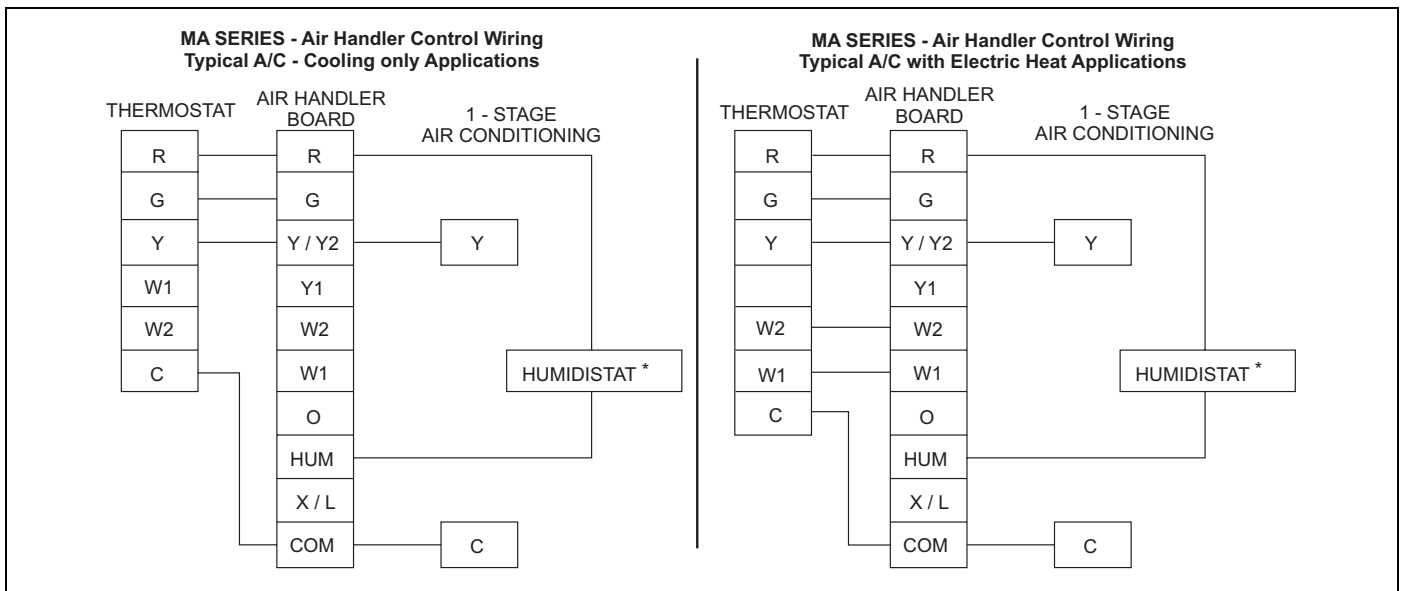 MA SERIES - Air Handler Control Wiring
Typical A/C - Cooling only Applications
THERMOSTAT
AIR HANDLER
BOARD
1 - STAGE
AIR CONDITIONING
R
R
G
G
Y
Y / Y2
Y
W1
Y1
W2
W2
C
W1
HUMIDISTAT *
O
HUM
X / L
COM
C
MA SERIES - Air Handler Control Wiring
Typical A/C with Electric Heat Applications
THERMOSTAT
AIR HANDLER
BOARD
1 - STAGE
AIR CONDITIONING
R
R
G
G
Y
Y / Y2
Y
Y1
W2
W2
W1
W1
HUMIDISTAT *
C
O
HUM
X / L
COM
C